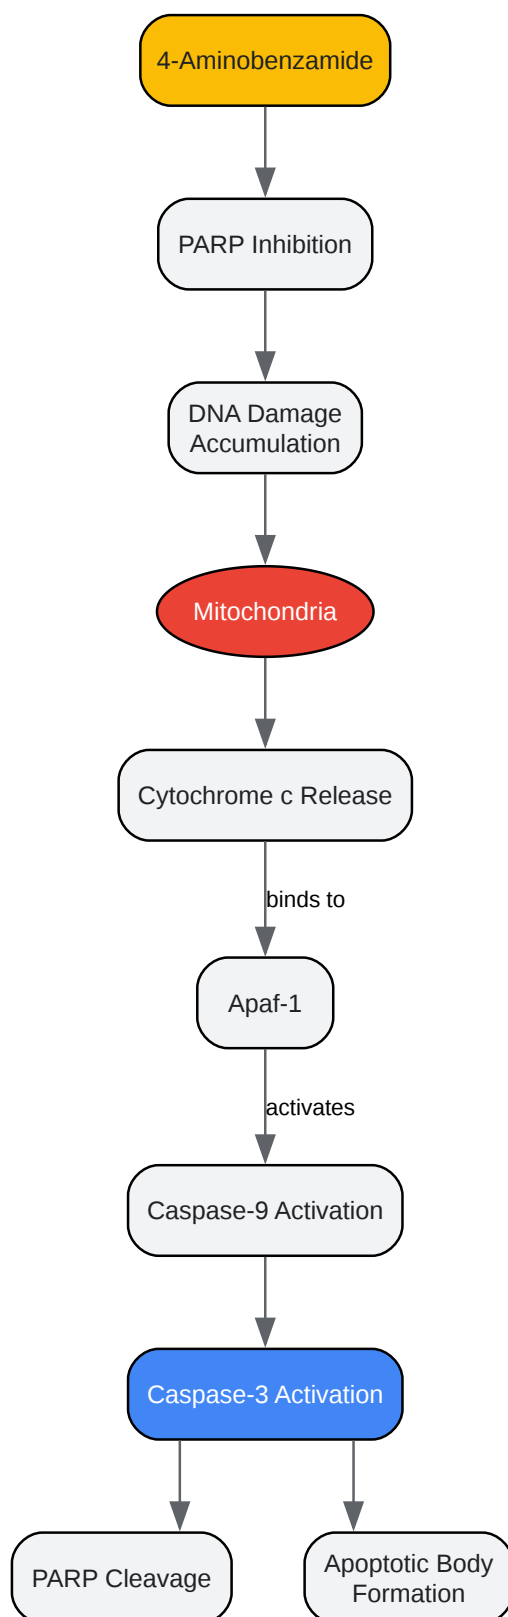 4-Aminobenzamide
PARP Inhibition
DNA Damage
Accumulation
Mitochondria
Cytochrome c Release
binds to
Apaf-1
activates
Caspase-9 Activation
Caspase-3 Activation
PARP Cleavage
Apoptotic Body
Formation